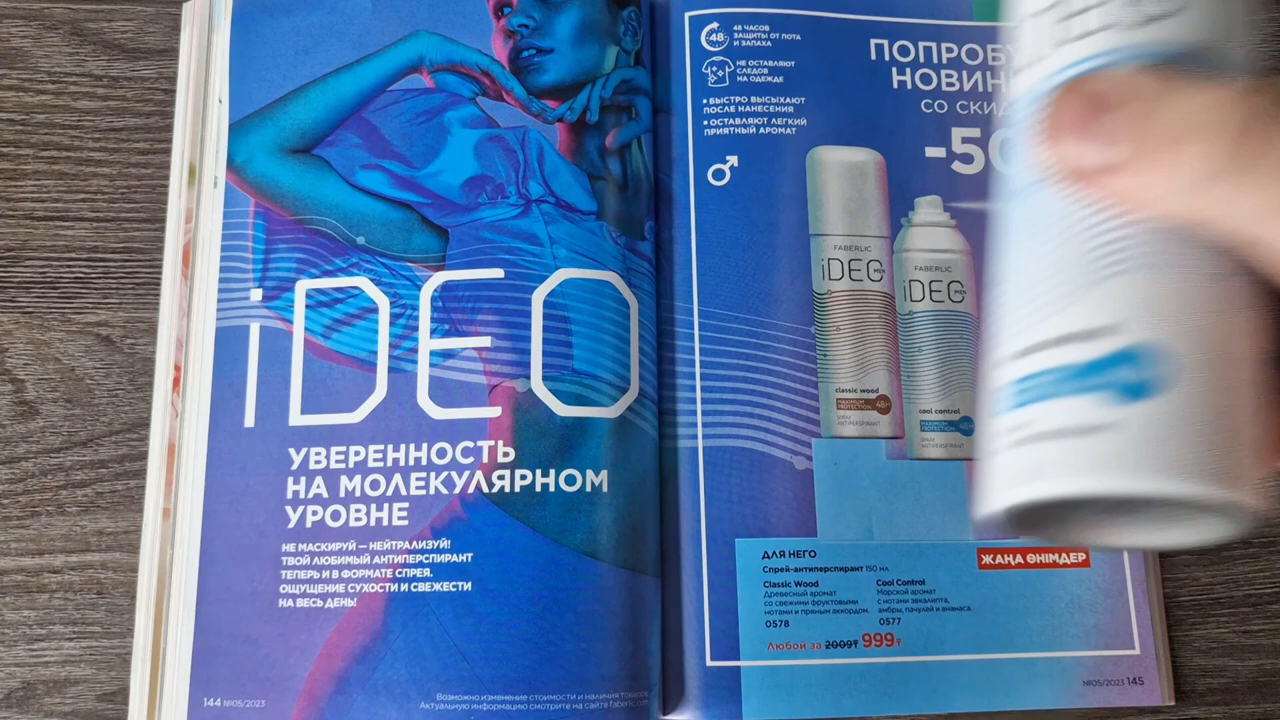 iDEO
УВЕРЕННОСТЬ
НА МОЛЕКУЛЯРНОМ
УРОВНЕ
НЕ МАСКИРУЙ — НЕЙТРАЛИЗУЙ!
ТВОЙ ЛЮБИМЫЙ АНТИПЕРСПИРАНТ
ТЕПЕРЬ И В ФОРМАТЕ СПРЕЯ.
ОЩУЩЕНИЕ СУХОСТИ И СВЕЖЕСТИ
НА ВЕСЬ ДЕНЬ!
144 №05/2023
Возможно изменение стоимости и наличия
Актуальную информацию смотрите на сайте faberlic.com
48
48 ЧАСОВ
ЗАЩИТЫ ОТ ПОТА
И ЗАПАХА
НЕ ОСТАВЛЯЮТ
СЛЕДОВ
НА ОДЕЖДЕ
▪ БЫСТРО ВЫСЫХАЮТ
ПОСЛЕ НАНЕСЕНИЯ
▪ ОСТАВЛЯЮТ ЛЕГКИЙ
ПРИЯТНЫЙ АРОМАТ
ПОПРОБУ
НОВИН
СО СКИД
-50
FABERLIC
iDEO MEN
classic wood
MAXIMUM
PROTECTION 48H
SPRAY
ANTIPERSPIRANT
FABERLIC
iDEO MEN
cool control
MAXIMUM
PROTECTION 48H
SPRAY
ANTIPERSPIRANT
ДЛЯ НЕГО
ЖАҢА ӨНІМДЕР
Спрей-антиперспирант 150 мл
Classic Wood
Древесный аромат
со свежими фруктовыми
нотами и пряным аккордом.
0578
Cool Control
Морской аромат
с нотами эвкалипта,
амбры, пачулей и ананаса.
0577
Любой за 2009₸ 999₸
№05/2023 145